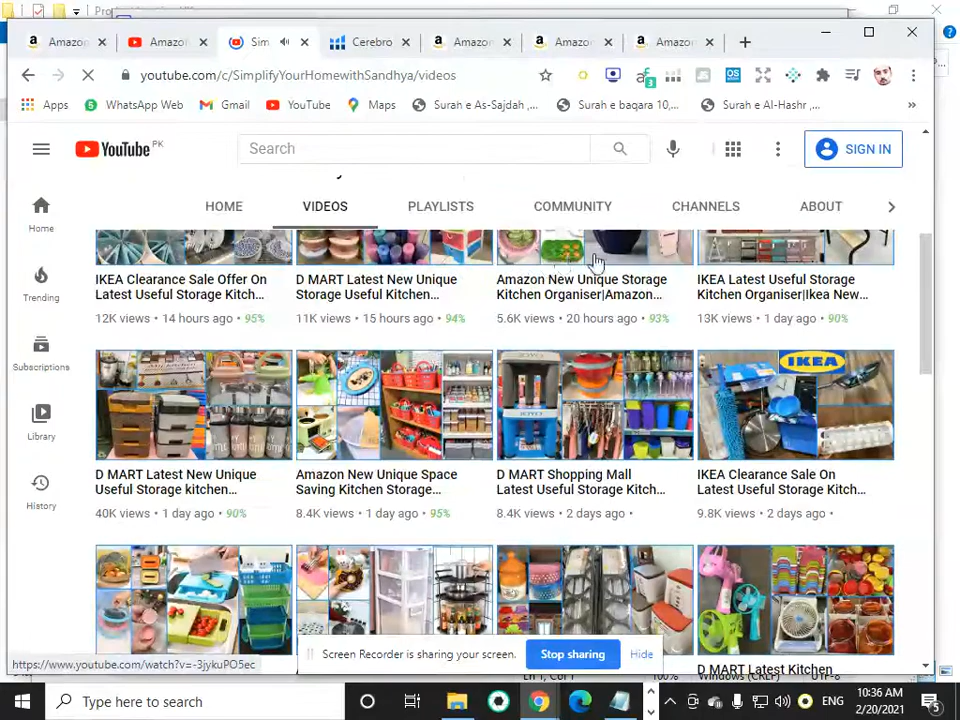 Amazon
Amazon
Sim
Cerebro
Amazon
Amazon
Amazon
youtube.com/c/SimplifyYourHomewithSandhya/videos
3
Apps
WhatsApp Web
Gmail
YouTube
Maps
Surah e As-Sajdah ,...
Surah e baqara 10,...
Surah e Al-Hashr ,...
»
YouTube PK
Search
SIGN IN
HOME
VIDEOS
PLAYLISTS
COMMUNITY
CHANNELS
ABOUT
Home
Trending
Subscriptions
Library
History
IKEA Clearance Sale Offer On
Latest Useful Storage Kitch...
12K views • 14 hours ago • 95%
D MART Latest New Unique
Storage Useful Kitchen...
11K views • 15 hours ago • 94%
Amazon New Unique Storage
Kitchen Organiser|Amazon...
5.6K views • 20 hours ago • 93%
IKEA Latest Useful Storage
Kitchen Organiser|Ikea New...
13K views • 1 day ago • 90%
IKEA
D MART Latest New Unique
Useful Storage kitchen...
40K views • 1 day ago • 90%
Amazon New Unique Space
Saving Kitchen Storage...
8.4K views • 1 day ago • 95%
D MART Shopping Mall
Latest Useful Storage Kitch...
8.4K views • 2 days ago •
IKEA Clearance Sale On
Latest Useful Storage Kitch...
9.8K views • 2 days ago •
D MART Latest Kitchen
https://www.youtube.com/watch?v=-3jykuPO5ec
Screen Recorder is sharing your screen.
Stop sharing
Hide
Type here to search
ENG
10:36 AM
2/20/2021
5